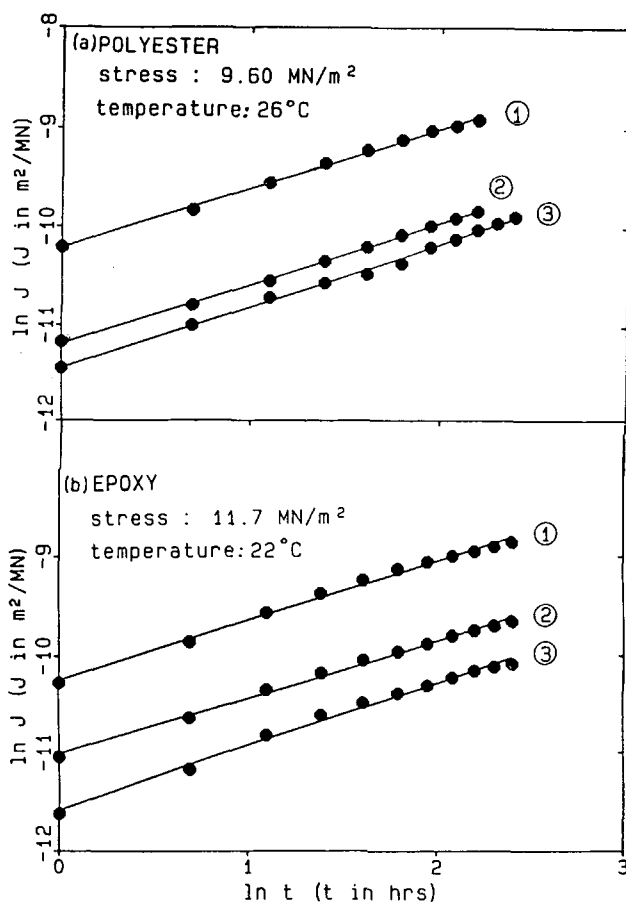 -8
(a) POLYESTER
stress : 9.60 MN/m²
temperature: 26°C
①
-9
②
③
-10
-11
-12
ln J (J in m²/MN)
(b) EPOXY
stress : 11.7 MN/m²
temperature: 22°C
①
-9
②
-10
③
-11
-12
ln J (J in m²/MN)
0 1 2 3
ln t (t in hrs)